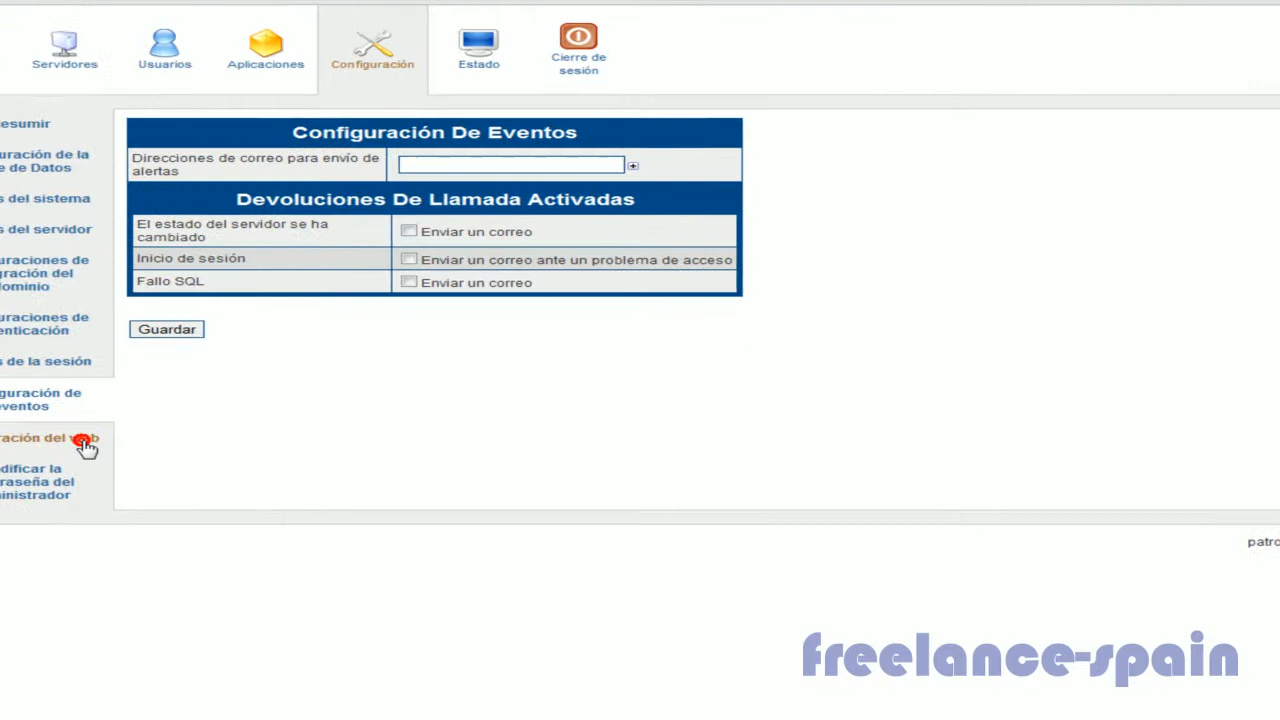 Servidores
Usuarios
Aplicaciones
Configuración
Estado
Cierre de
sesión
esumir
uración de la
e de Datos
s del sistema
s del servidor
uraciones de
gración del
ominio
uraciones de
enticación
s de la sesión
guración de
eventos
ración del web
dificar la
raseña del
inistrador
Configuración De Eventos
Direcciones de correo para envío de
alertas
Devoluciones De Llamada Activadas
El estado del servidor se ha
cambiado
Enviar un correo
Inicio de sesión
Enviar un correo ante un problema de acceso
Fallo SQL
Enviar un correo
Guardar
patro
freelance-spain